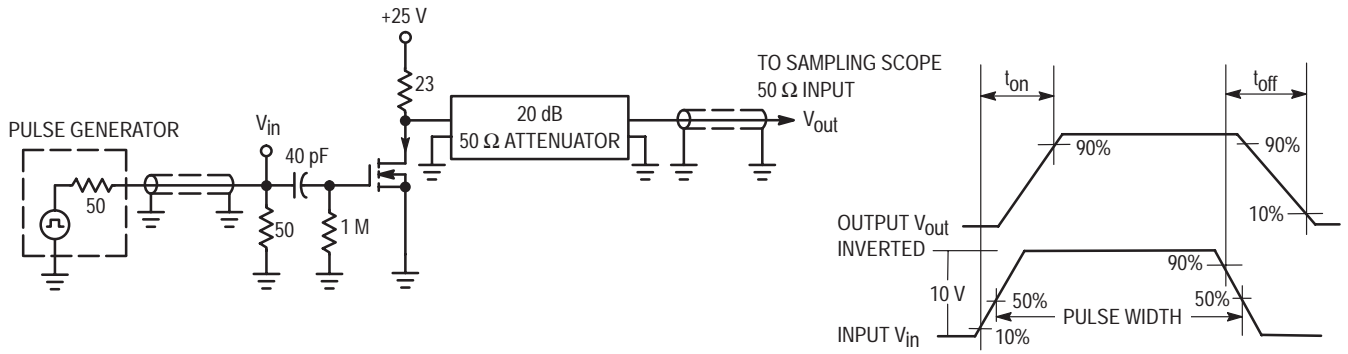 +25 V
23
TO SAMPLING SCOPE
50 Ω INPUT
20 dB
50 Ω ATTENUATOR
Vout
PULSE GENERATOR
Vin
40 pF
50
50
1 M
ton
toff
90%
90%
10%
OUTPUT Vout
INVERTED
10 V
90%
50%
50%
PULSE WIDTH
INPUT Vin
10%